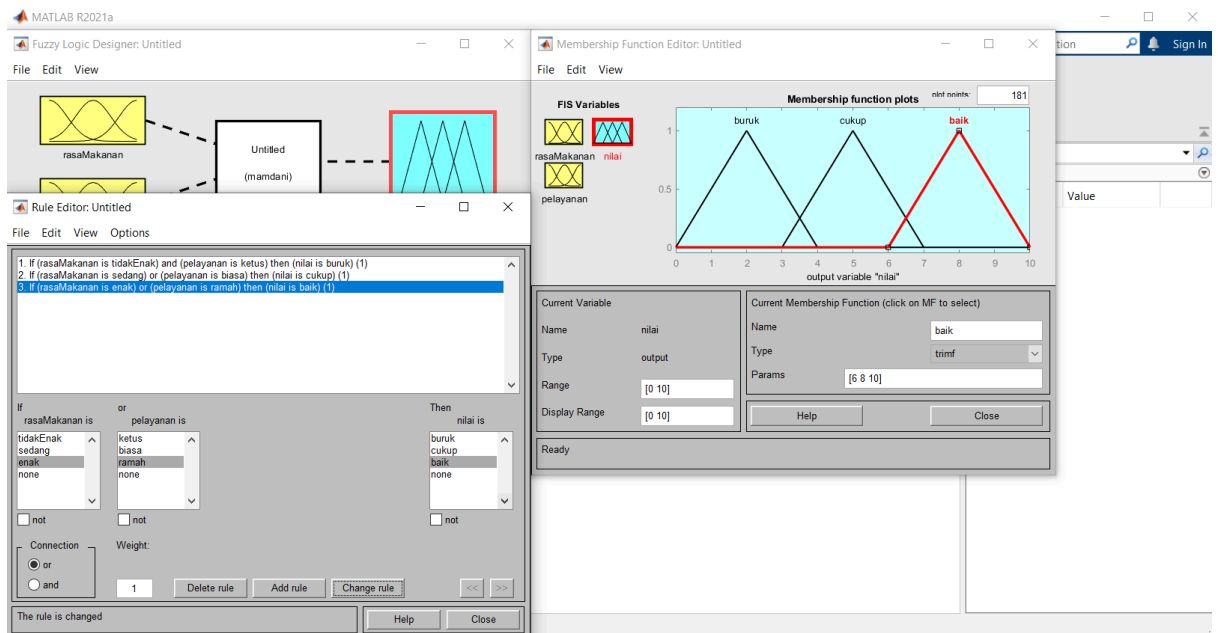 MATLAB R2021a
Fuzzy Logic Designer: Untitled
File Edit View
rasaMakanan
Untitled
(mamdani)
Rule Editor: Untitled
File Edit View Options
1. If (rasaMakanan is tidakEnak) and (pelayanan is ketus) then (nilai is buruk) (1)
2. If (rasaMakanan is sedang) or (pelayanan is biasa) then (nilai is cukup) (1)
3. If (rasaMakanan is enak) or (pelayanan is ramah) then (nilai is baik) (1)
If
rasaMakanan is
tidakEnak
sedang
enak
none
not
or
pelayanan is
ketus
biasa
ramah
none
not
Then
nilai is
buruk
cukup
baik
none
not
Connection
or
and
Weight:
1
Delete rule
Add rule
Change rule
<<
>>
The rule is changed
Help
Close
Membership Function Editor: Untitled
File Edit View
FIS Variables
rasaMakanan
nilai
pelayanan
Membership function plots
plot points:
181
buruk
cukup
baik
1
0.5
0
0 1 2 3 4 5 6 7 8 9 10
output variable "nilai"
Current Variable
Name nilai
Type output
Range [0 10]
Display Range [0 10]
Current Membership Function (click on MF to select)
Name baik
Type trimf
Params [6 8 10]
Help
Close
Ready
Sign In
Value